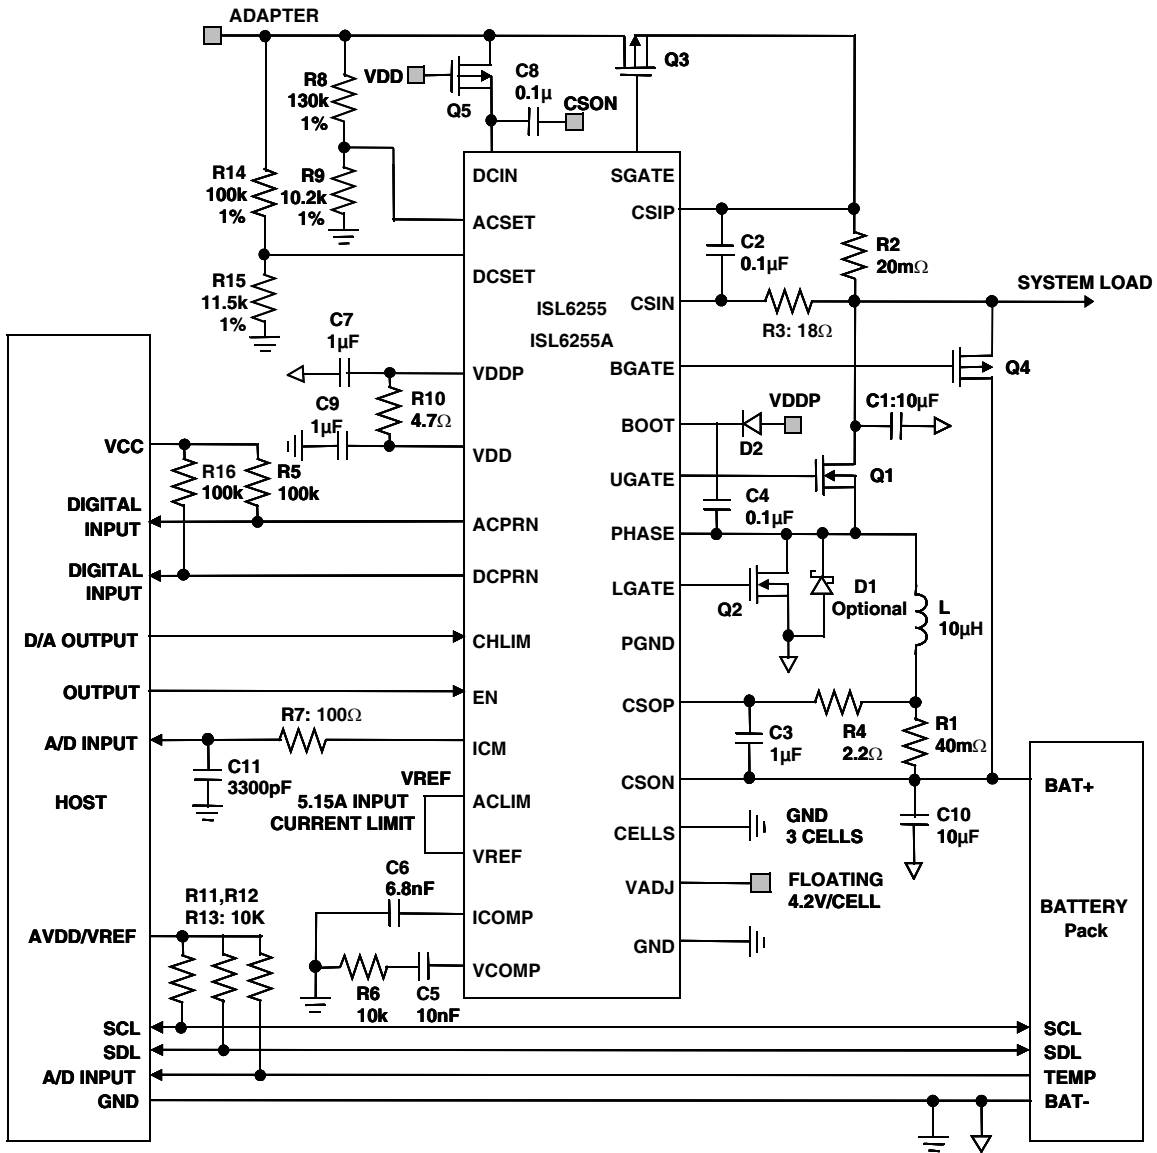 ADAPTER
R8
130k
1%
VDD
Q5
C8
0.1µ
CSON
Q3
R14
100k
1%
R9
10.2k
1%
R15
11.5k
1%
DCIN
ACSET
DCSET
ISL6255
ISL6255A
VDDP
VDD
ACPRN
DCPRN
CHLIM
EN
ICM
ACLIM
VREF
ICOMP
VCOMP
SGATE
CSIP
CSIN
BGATE
BOOT
UGATE
PHASE
LGATE
PGND
CSOP
CSON
CELLS
VADJ
GND
C2
0.1µF
R2
20mΩ
SYSTEM LOAD
R3: 18Ω
Q4
VDDP
D2
C1:10µF
Q1
C4
0.1µF
Q2
D1
Optional
L
10µH
R4
2.2Ω
R1
40mΩ
C3
1µF
C10
10µF
GND
3 CELLS
FLOATING
4.2V/CELL
C7
1µF
R10
4.7Ω
C9
1µF
R16
100k
R5
100k
R7: 100Ω
C11
3300pF
VREF
5.15A INPUT
CURRENT LIMIT
C6
6.8nF
R6
10k
C5
10nF
R11,R12
R13: 10K
VCC
DIGITAL
INPUT
DIGITAL
INPUT
D/A OUTPUT
OUTPUT
A/D INPUT
HOST
AVDD/VREF
SCL
SDL
A/D INPUT
GND
BAT+
BATTERY
Pack
SCL
SDL
TEMP
BAT-